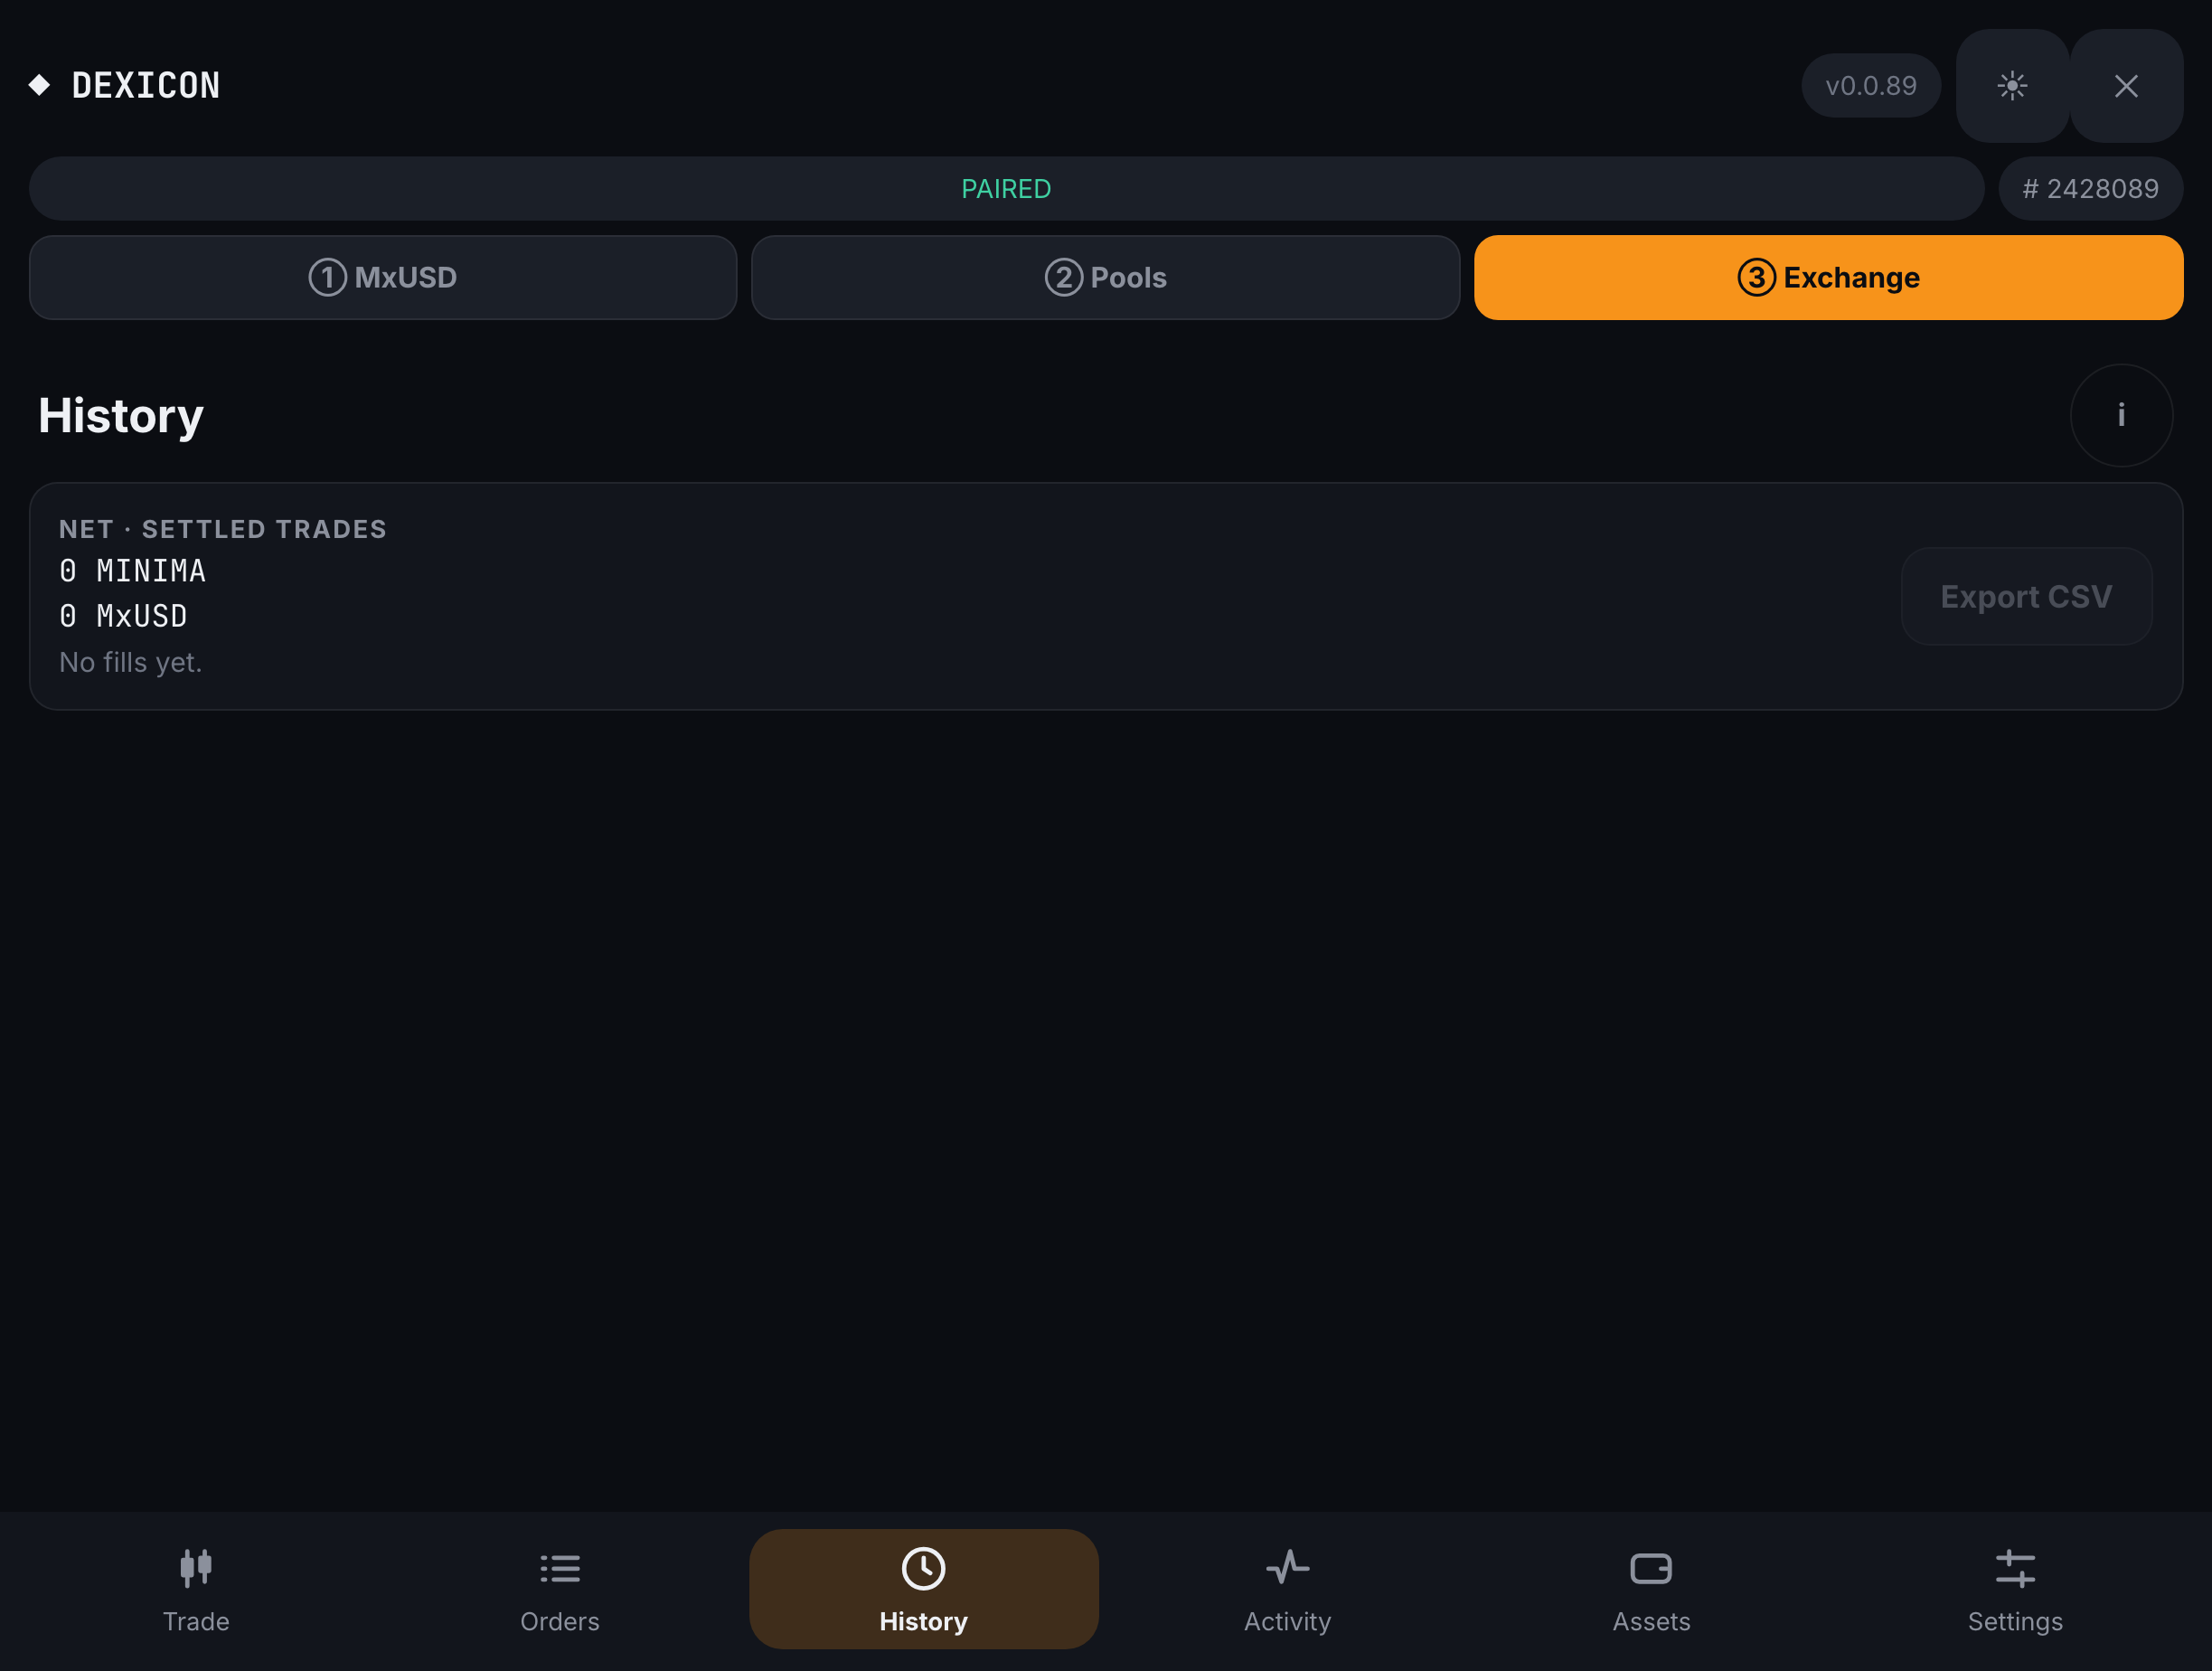 ◆ DEXICON
v0.0.89
PAIRED
# 2428089
① MxUSD
② Pools
③ Exchange
History
i
NET · SETTLED TRADES
0 MINIMA
0 MxUSD
No fills yet.
Export CSV
Trade
Orders
History
Activity
Assets
Settings